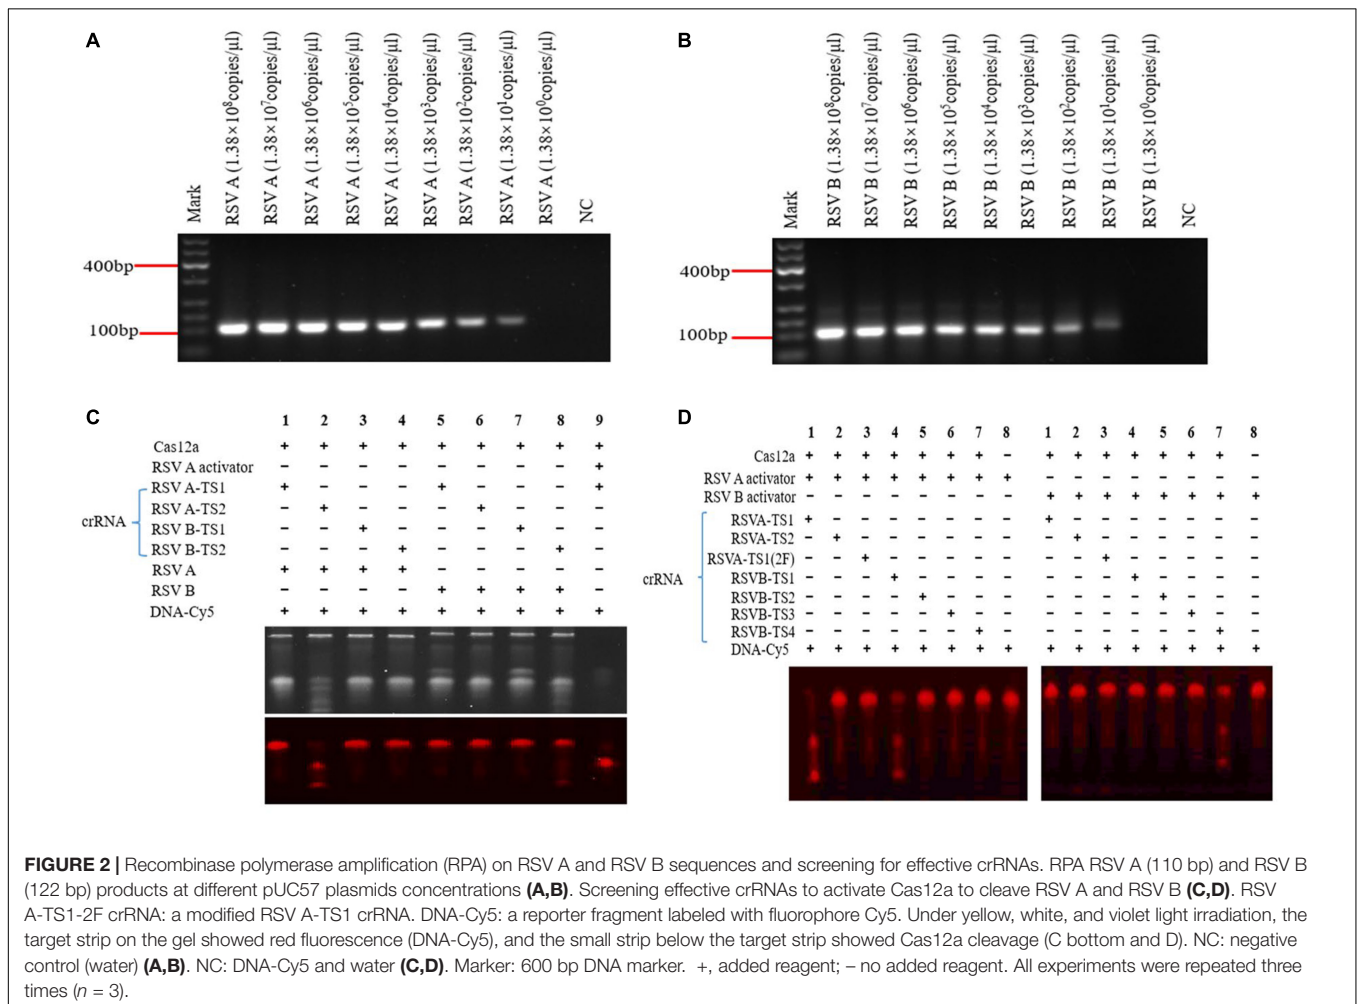 A
B
Mark
RSV A (1.38×10⁸copies/µl)
RSV A (1.38×10⁷copies/µl)
RSV A (1.38×10⁶copies/µl)
RSV A (1.38×10⁵copies/µl)
RSV A (1.38×10⁴copies/µl)
RSV A (1.38×10³copies/µl)
RSV A (1.38×10²copies/µl)
RSV A (1.38×10¹copies/µl)
RSV A (1.38×10⁰copies/µl)
NC
400bp
100bp
Mark
RSV B (1.38×10⁸copies/µl)
RSV B (1.38×10⁷copies/µl)
RSV B (1.38×10⁶copies/µl)
RSV B (1.38×10⁵copies/µl)
RSV B (1.38×10⁴copies/µl)
RSV B (1.38×10³copies/µl)
RSV B (1.38×10²copies/µl)
RSV B (1.38×10¹copies/µl)
RSV B (1.38×10⁰copies/µl)
NC
400bp
100bp
C
1 2 3 4 5 6 7 8 9
Cas12a + + + + + + + + +
RSV A activator – – – – – – – – +
RSV A-TS1 + – – – + – – – +
RSV A-TS2 – + – – – + – – –
crRNA
RSV B-TS1 – – + – – – + – –
RSV B-TS2 – – – + – – – + –
RSV A + + + + – – – – –
RSV B – – – – + + + + –
DNA-Cy5 + + + + + + + + +
D
1 2 3 4 5 6 7 8 1 2 3 4 5 6 7 8
Cas12a + + + + + + + – + + + + + + + –
RSV A activator + + + + + + + + – – – – – – – –
RSV B activator – – – – – – – – + + + + + + + +
RSVA-TS1 + – – – – – – – + – – – – – – –
RSVA-TS2 – + – – – – – – – + – – – – – –
RSVA-TS1(2F) – – + – – – – – – – + – – – – –
crRNA
RSVB-TS1 – – – + – – – – – – – + – – – –
RSVB-TS2 – – – – + – – – – – – – + – – –
RSVB-TS3 – – – – – + – – – – – – – + – –
RSVB-TS4 – – – – – – + – – – – – – – + –
DNA-Cy5 + + + + + + + + + + + + + + + +
FIGURE 2 | Recombinase polymerase amplification (RPA) on RSV A and RSV B sequences and screening for effective crRNAs. RPA RSV A (110 bp) and RSV B
(122 bp) products at different pUC57 plasmids concentrations (A,B). Screening effective crRNAs to activate Cas12a to cleave RSV A and RSV B (C,D). RSV
A-TS1-2F crRNA: a modified RSV A-TS1 crRNA. DNA-Cy5: a reporter fragment labeled with fluorophore Cy5. Under yellow, white, and violet light irradiation, the
target strip on the gel showed red fluorescence (DNA-Cy5), and the small strip below the target strip showed Cas12a cleavage (C bottom and D). NC: negative
control (water) (A,B). NC: DNA-Cy5 and water (C,D). Marker: 600 bp DNA marker. +, added reagent; – no added reagent. All experiments were repeated three
times (n = 3).